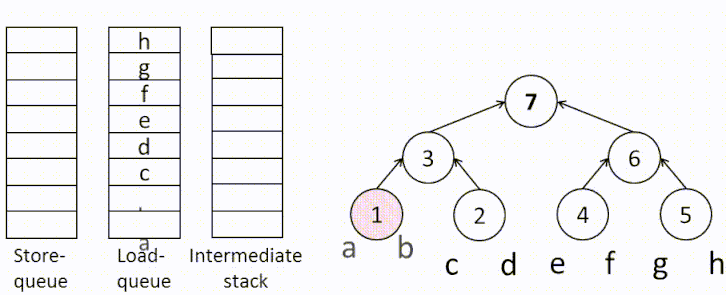 h
g
f
e
d
c
a
Store-
queue
Load-
queue
Intermediate
stack
7
3
6
1
2
4
5
a b
c d e f g h